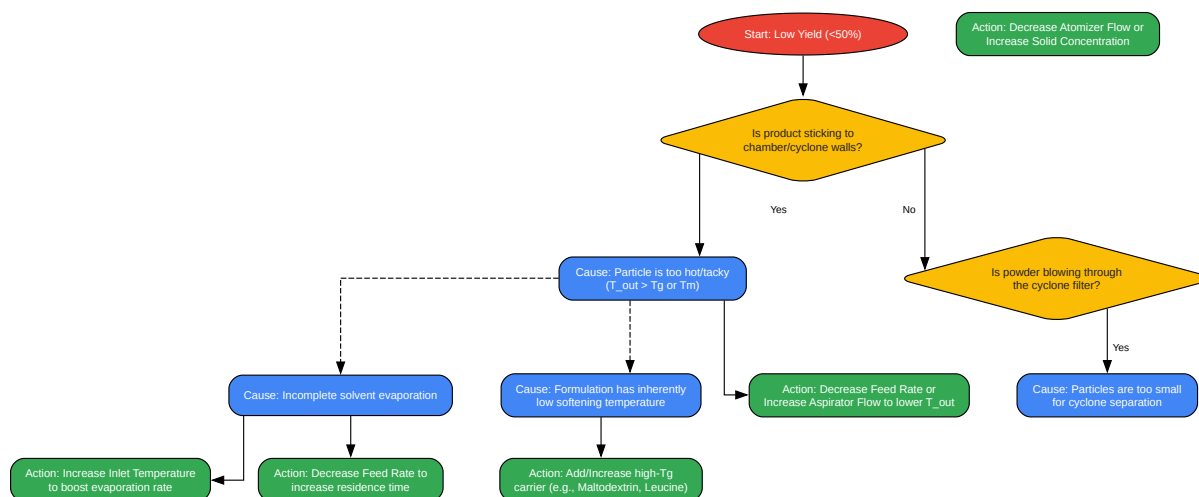 Start: Low Yield (<50%)
Action: Decrease Atomizer Flow or
Increase Solid Concentration
Is product sticking to
chamber/cyclone walls?
Yes
No
Cause: Particle is too hot/tacky
(T_out > Tg or Tm)
Is powder blowing through
the cyclone filter?
Yes
Cause: Incomplete solvent evaporation
Cause: Formulation has inherently
low softening temperature
Action: Decrease Feed Rate or
Increase Aspirator Flow to lower T_out
Cause: Particles are too small
for cyclone separation
Action: Increase Inlet Temperature
to boost evaporation rate
Action: Decrease Feed Rate to
increase residence time
Action: Add/Increase high-Tg
carrier (e.g., Maltodextrin, Leucine)